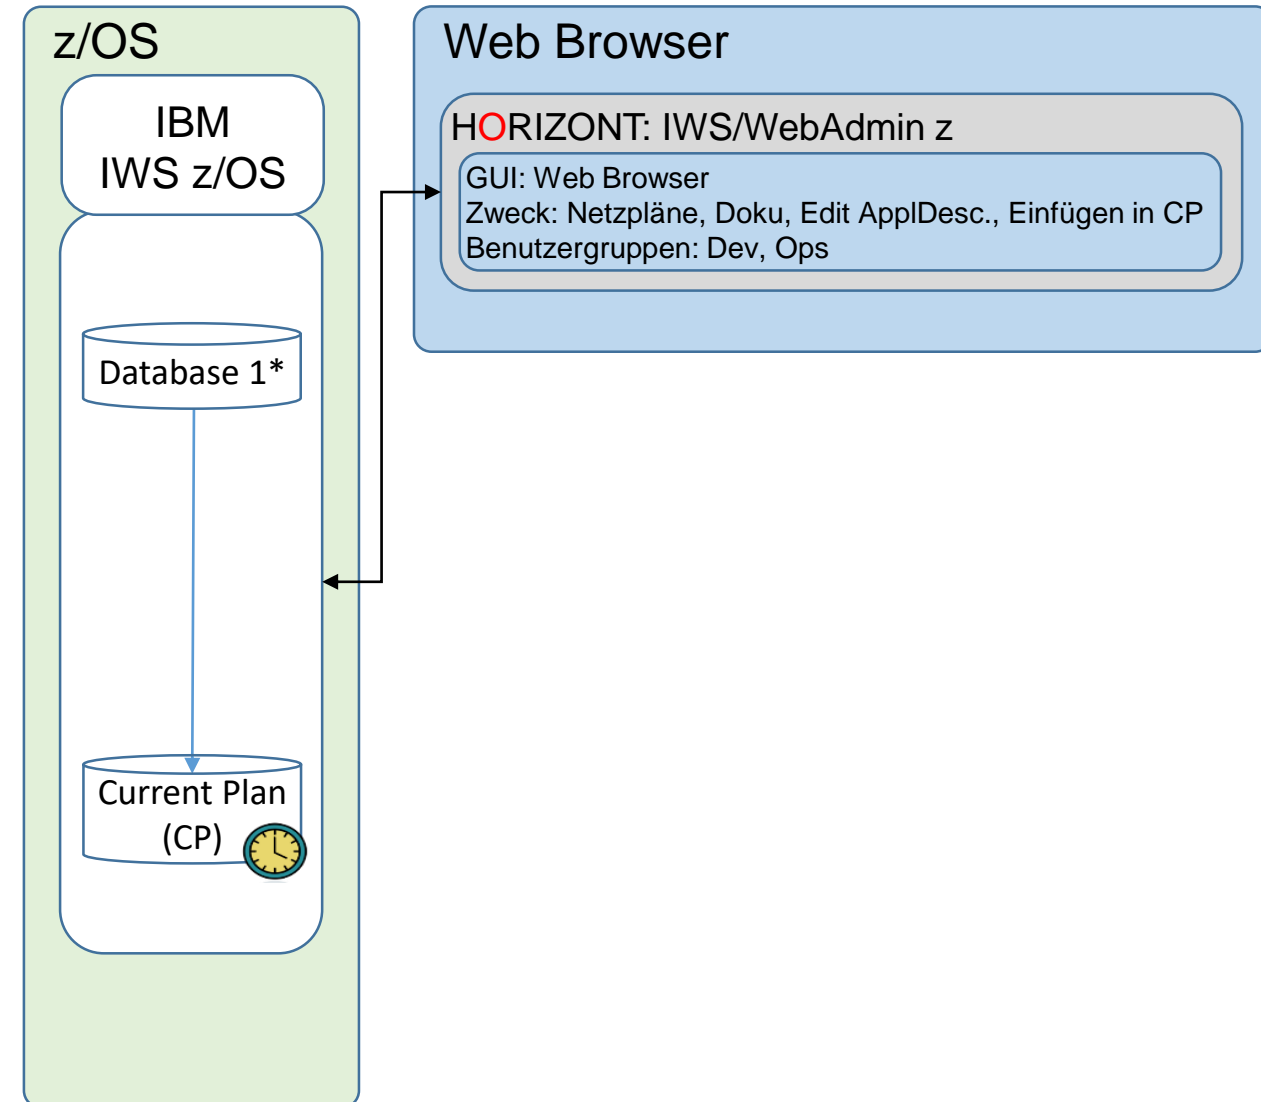 z/OS
IBM
IWS z/OS
Database 1*
Current Plan
(CP)
Web Browser
HORIZONT: IWS/WebAdmin z
GUI: Web Browser
Zweck: Netzpläne, Doku, Edit ApplDesc., Einfügen in CP
Benutzergruppen: Dev, Ops